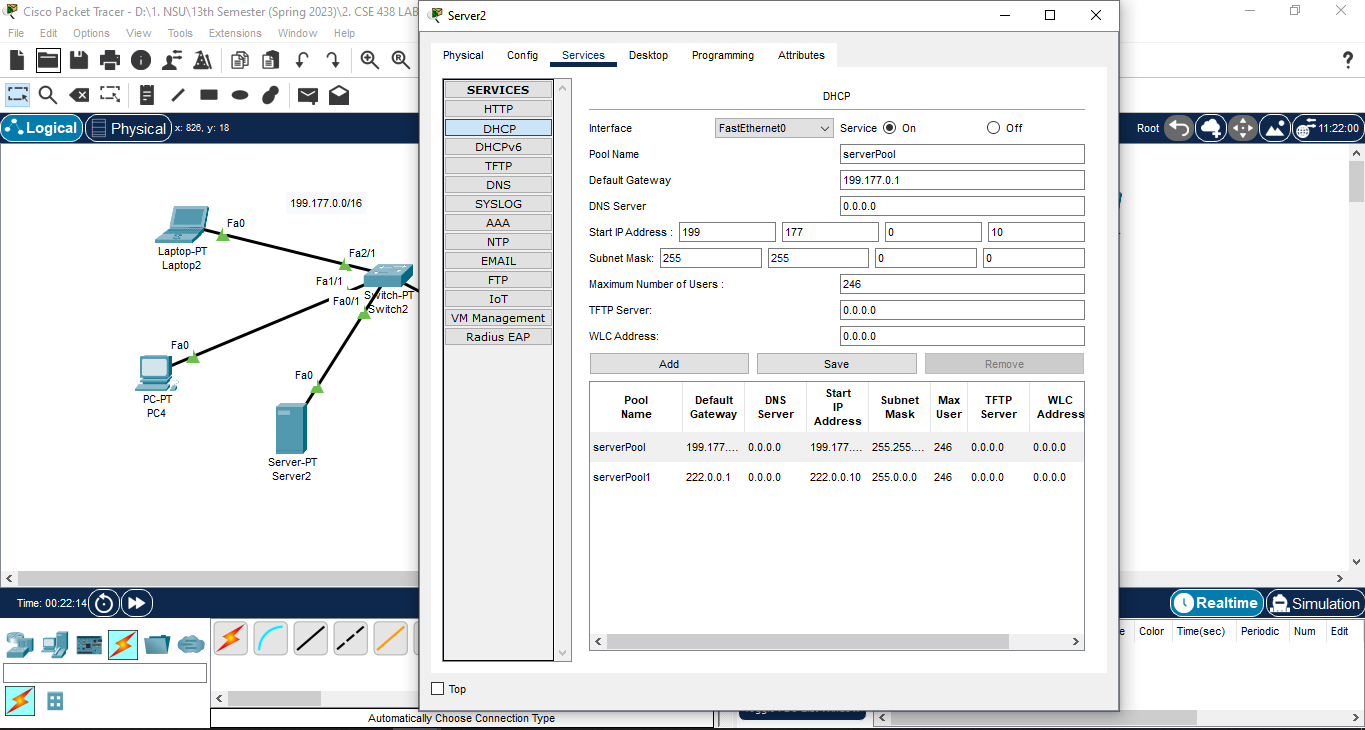 Cisco Packet Tracer - D:\1. NSU\13th Semester (Spring 2023)\2. CSE 438 LAB
Server2
File Edit Options View Tools Extensions Window Help
Physical Config Services Desktop Programming Attributes
Logical Physical x: 826, y: 18
Root 11:22:00
199.177.0.0/16
Fa0
Laptop-PT
Laptop2
Fa2/1
Fa1/1
Fa0/1
Switch-PT
Switch2
Fa0
PC-PT
PC4
Fa0
Server-PT
Server2
SERVICES
HTTP
DHCP
DHCPv6
TFTP
DNS
SYSLOG
AAA
NTP
EMAIL
FTP
IoT
VM Management
Radius EAP
DHCP
Interface FastEthernet0 Service On Off
Pool Name serverPool
Default Gateway 199.177.0.1
DNS Server 0.0.0.0
Start IP Address : 199 177 0 10
Subnet Mask: 255 255 0 0
Maximum Number of Users : 246
TFTP Server: 0.0.0.0
WLC Address: 0.0.0.0
Add Save Remove
Pool Name Default Gateway DNS Server Start IP Address Subnet Mask Max User TFTP Server WLC Address
serverPool 199.177.... 0.0.0.0 199.177.... 255.255.... 246 0.0.0.0 0.0.0.0
serverPool1 222.0.0.1 0.0.0.0 222.0.0.10 255.0.0.0 246 0.0.0.0 0.0.0.0
Top
Time: 00:22:14
Realtime Simulation
Color Time(sec) Periodic Num Edit
Automatically Choose Connection Type